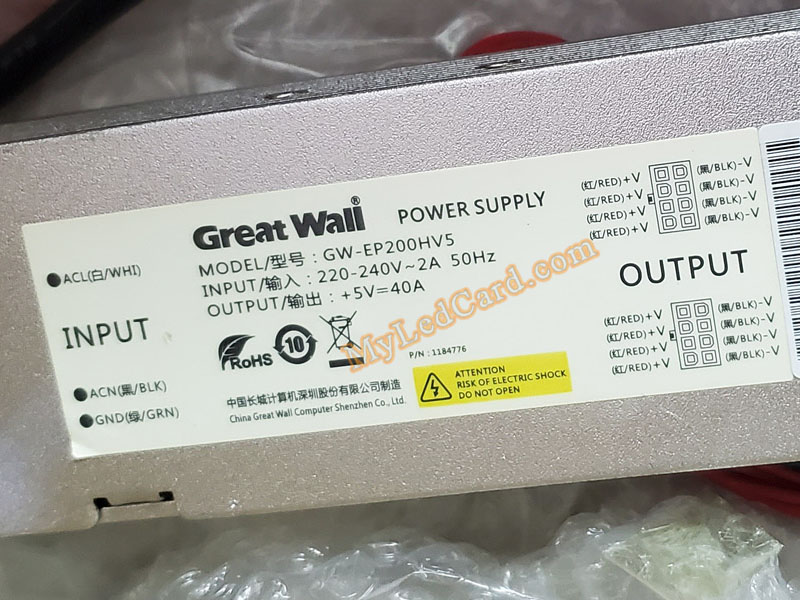 Great Wall®
POWER SUPPLY
MODEL/型号：GW-EP200HV5
INPUT/输入：220-240V~2A 50Hz
OUTPUT/输出：+5V=40A
ACL(白/WHI)
INPUT
ACN(黑/BLK)
GND(绿/GRN)
RoHS
10
P/N：1184776
中国长城计算机深圳股份有限公司制造
China Great Wall Computer Shenzhen Co., Ltd.
ATTENTION
RISK OF ELECTRIC SHOCK
DO NOT OPEN
(红/RED)+V (黑/BLK)-V
(红/RED)+V (黑/BLK)-V
(红/RED)+V (黑/BLK)-V
(红/RED)+V (黑/BLK)-V
OUTPUT
(红/RED)+V (黑/BLK)-V
(红/RED)+V (黑/BLK)-V
(红/RED)+V (黑/BLK)-V
(红/RED)+V (黑/BLK)-V
MyLedCard.com